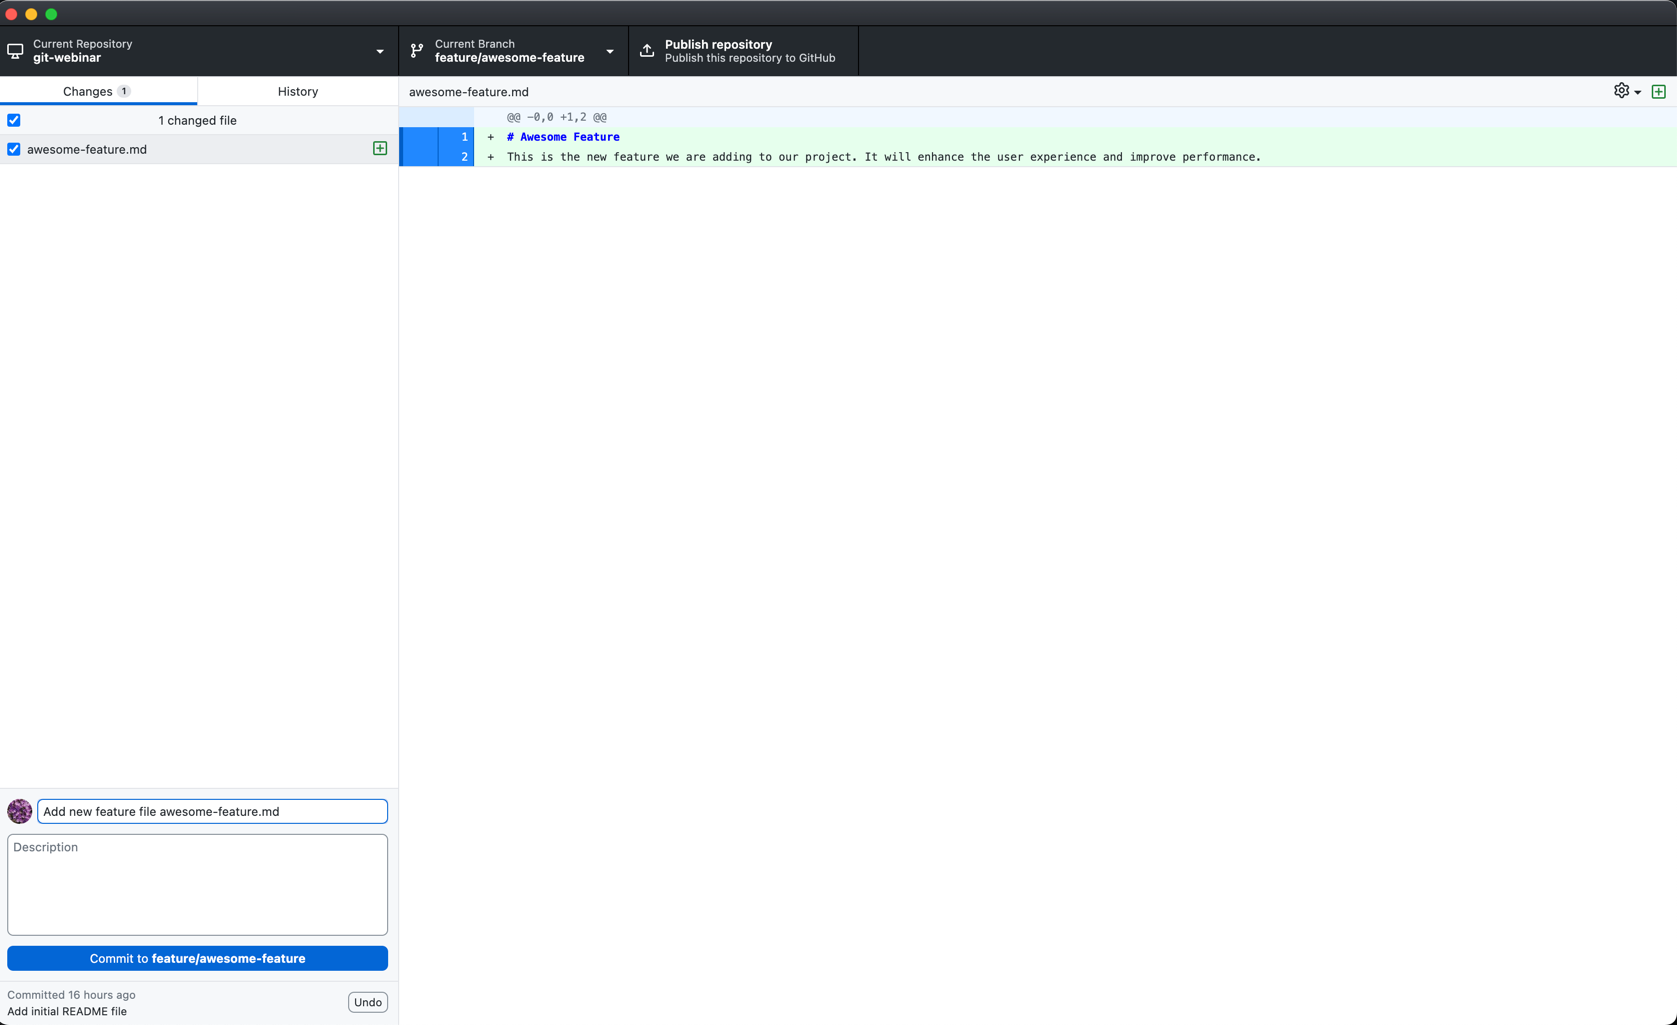 Current Repository
git-webinar
Current Branch
feature/awesome-feature
Publish repository
Publish this repository to GitHub
Changes 1
History
1 changed file
awesome-feature.md
awesome-feature.md
@@ -0,0 +1,2 @@
1 + # Awesome Feature
2 + This is the new feature we are adding to our project. It will enhance the user experience and improve performance.
Add new feature file awesome-feature.md
Description
Commit to feature/awesome-feature
Committed 16 hours ago
Add initial README file
Undo